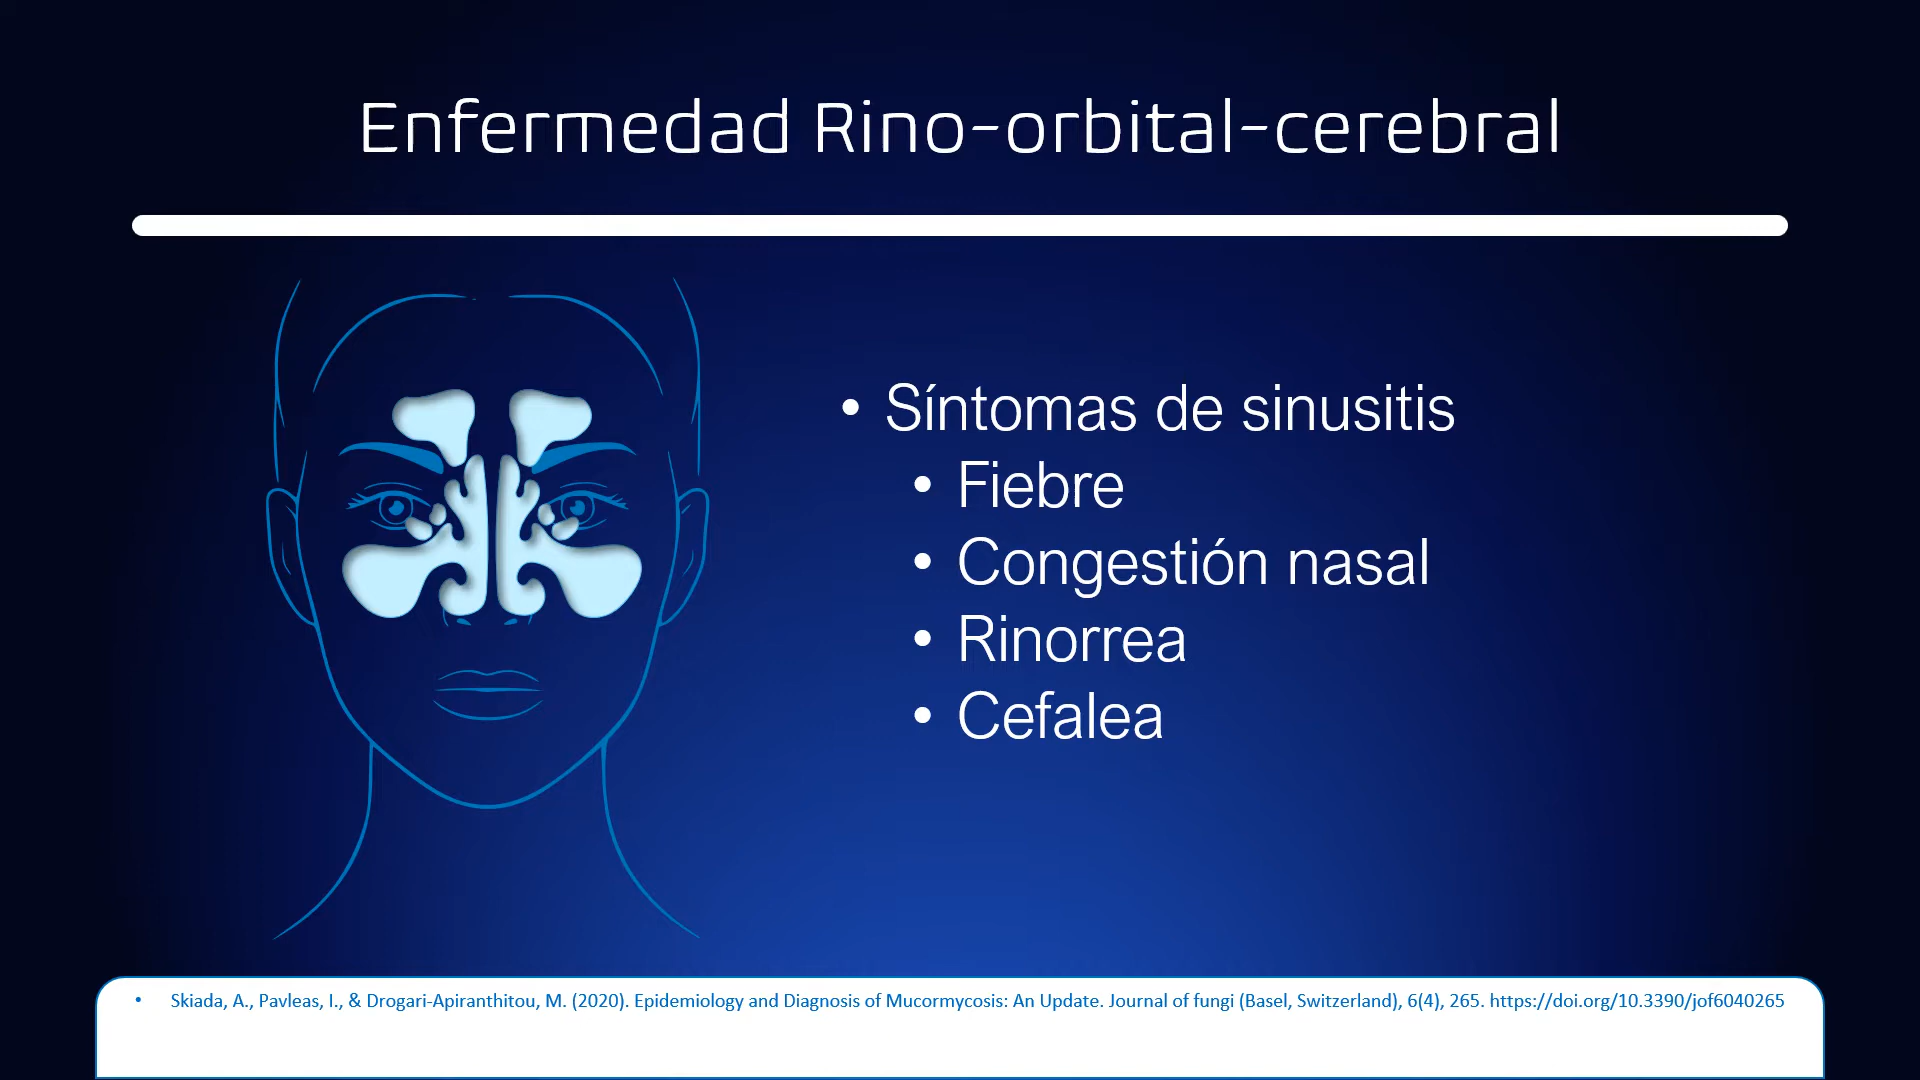 Enfermedad Rino-orbital-cerebral
• Síntomas de sinusitis
• Fiebre
• Congestión nasal
• Rinorrea
• Cefalea
• Skiada, A., Pavleas, I., & Drogari-Apiranthitou, M. (2020). Epidemiology and Diagnosis of Mucormycosis: An Update. Journal of fungi (Basel, Switzerland), 6(4), 265. https://doi.org/10.3390/jof6040265